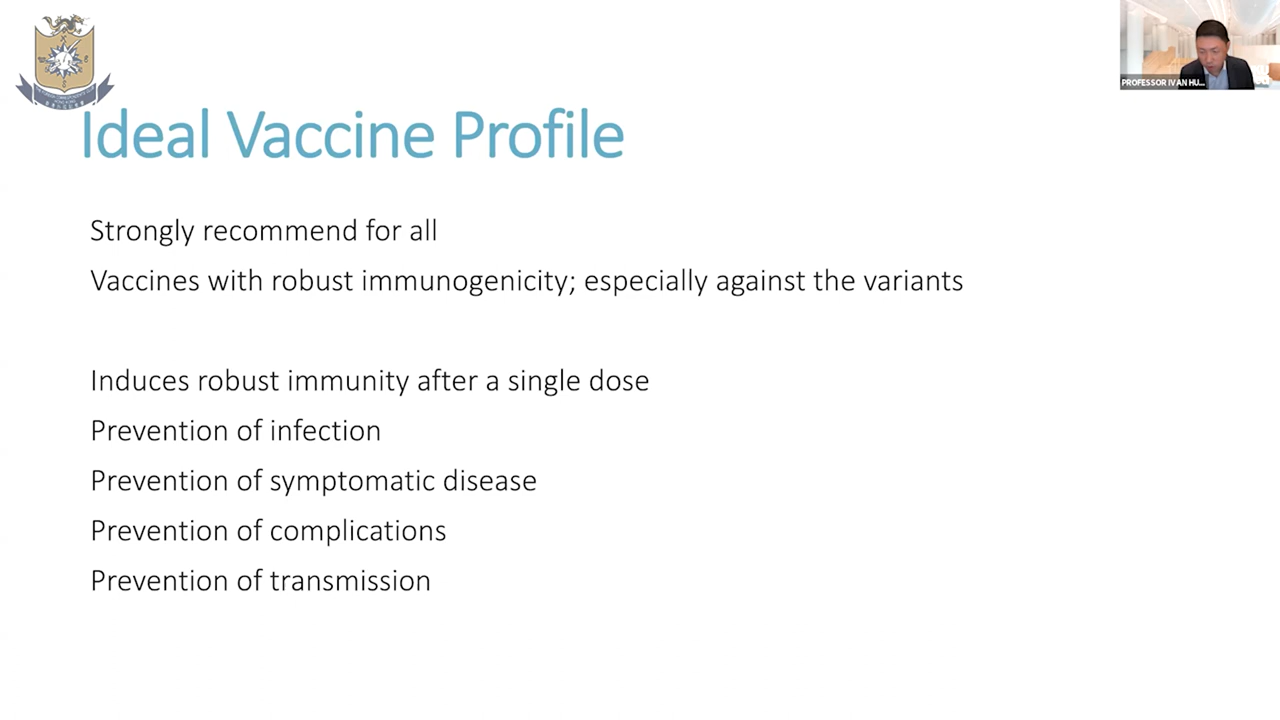 PROFESSOR IVAN HU...
Ideal Vaccine Profile
Strongly recommend for all
Vaccines with robust immunogenicity; especially against the variants
Induces robust immunity after a single dose
Prevention of infection
Prevention of symptomatic disease
Prevention of complications
Prevention of transmission